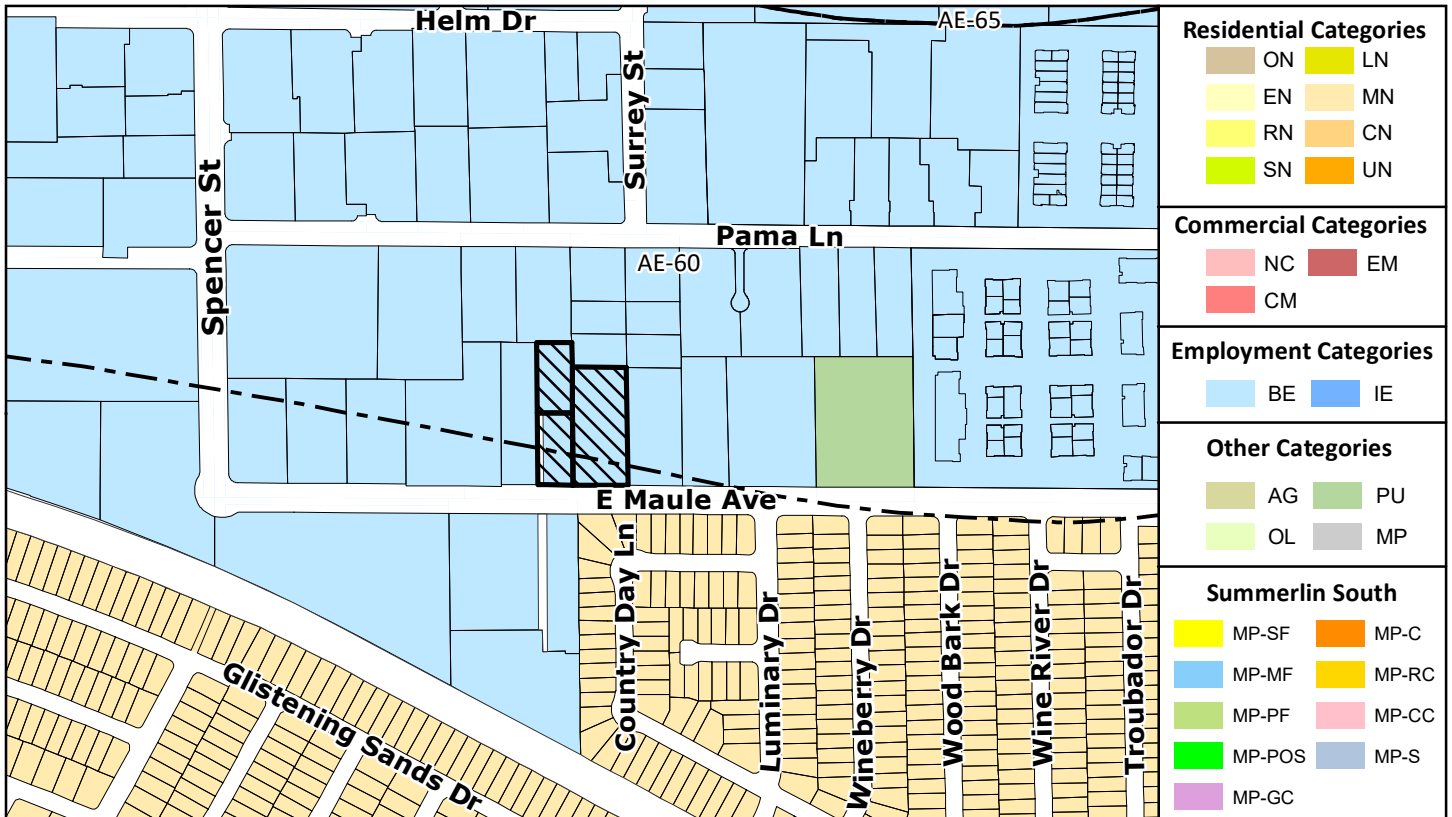 Helm Dr
AE-65
Surrey St
Spencer St
Pama Ln
AE-60
E Maule Ave
Country Day Ln
Luminary Dr
Wineberry Dr
Wood Bark Dr
Wine River Dr
Troubador Dr
Glistening Sands Dr
Residential Categories
ON LN
EN MN
RN CN
SN UN
Commercial Categories
NC EM
CM
Employment Categories
BE IE
Other Categories
AG PU
OL MP
Summerlin South
MP-SF MP-C
MP-MF MP-RC
MP-PF MP-CC
MP-POS MP-S
MP-GC